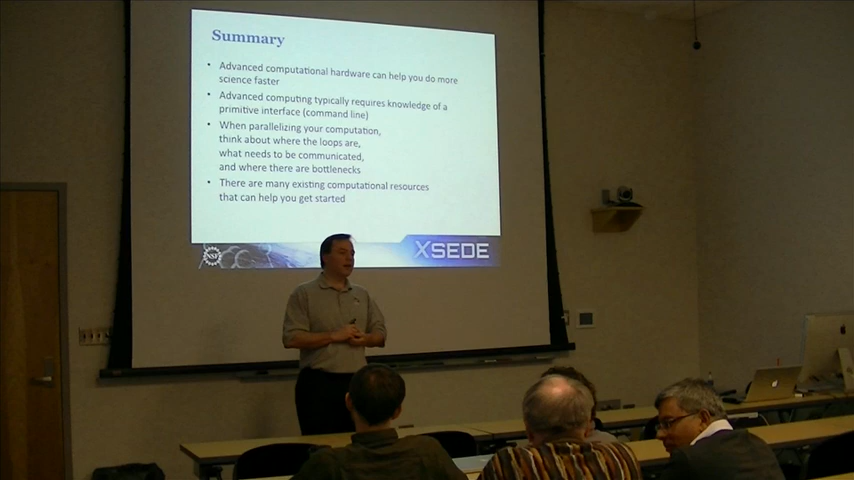 Summary
• Advanced computational hardware can help you do more
science faster
• Advanced computing typically requires knowledge of a
primitive interface (command line)
• When parallelizing your computation,
think about where the loops are,
what needs to be communicated,
and where there are bottlenecks
• There are many existing computational resources
that can help you get started
NSF
XSEDE